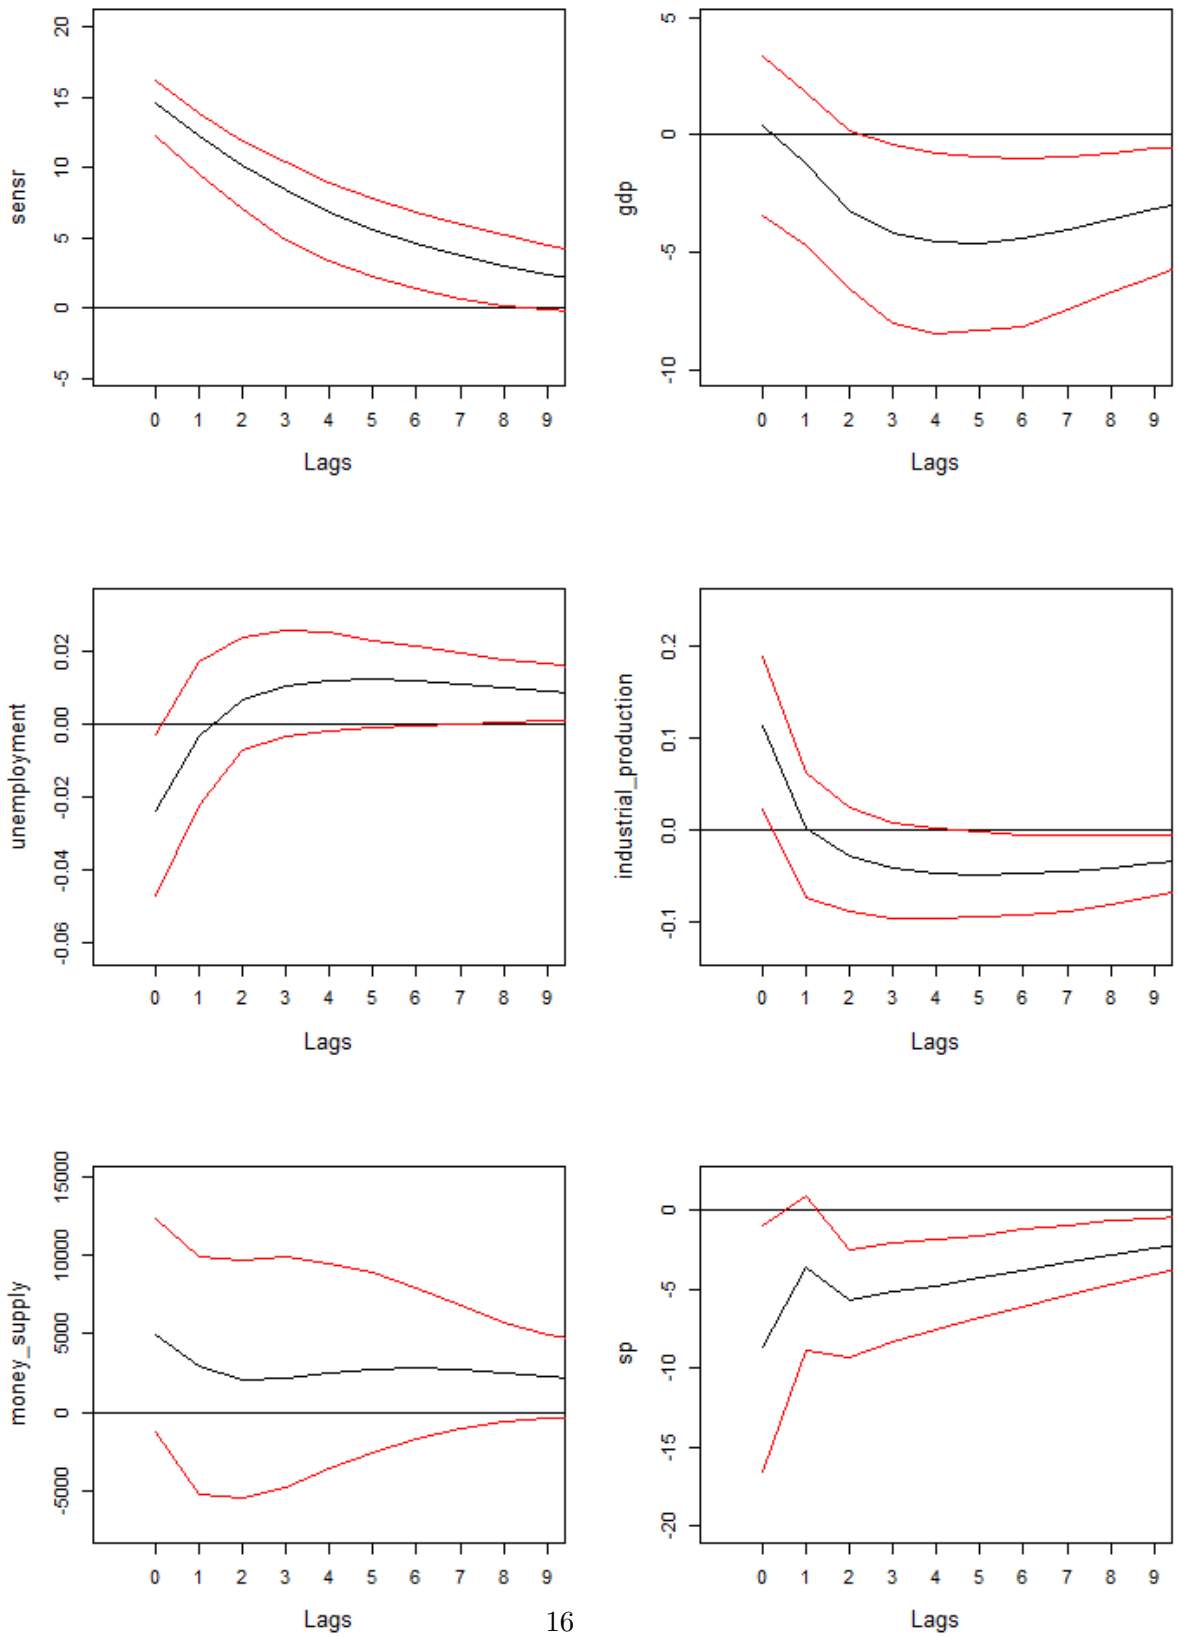 sensr
20
15
10
5
0
-5
0 1 2 3 4 5 6 7 8 9
Lags
gdp
5
0
-5
-10
0 1 2 3 4 5 6 7 8 9
Lags
unemployment
0.02
0.00
-0.02
-0.04
-0.06
0 1 2 3 4 5 6 7 8 9
Lags
industrial_production
0.2
0.1
0.0
-0.1
0 1 2 3 4 5 6 7 8 9
Lags
money_supply
15000
10000
5000
0
-5000
0 1 2 3 4 5 6 7 8 9
Lags
sp
0
-5
-10
-15
-20
0 1 2 3 4 5 6 7 8 9
Lags
16